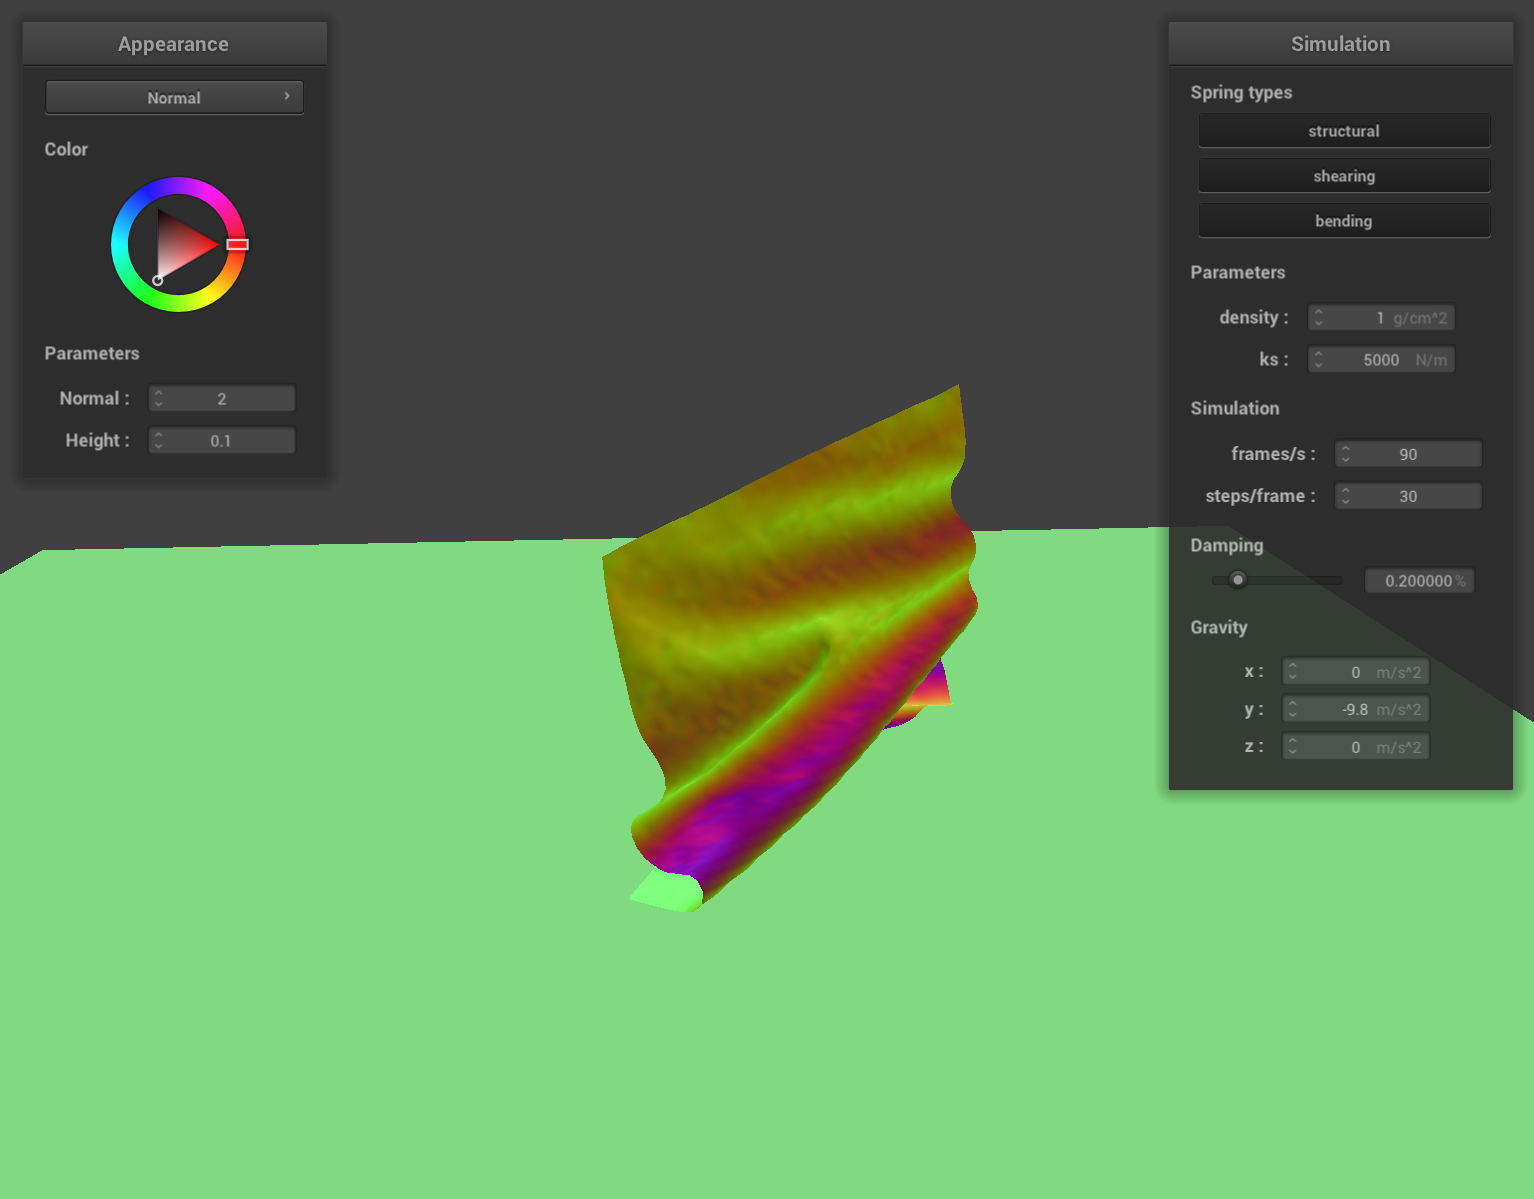 Appearance
Normal
Color
Parameters
Normal : 2
Height : 0.1
Simulation
Spring types
structural
shearing
bending
Parameters
density : 1 g/cm^2
ks : 5000 N/m
Simulation
frames/s : 90
steps/frame : 30
Damping
0.200000 %
Gravity
x : 0 m/s^2
y : -9.8 m/s^2
z : 0 m/s^2